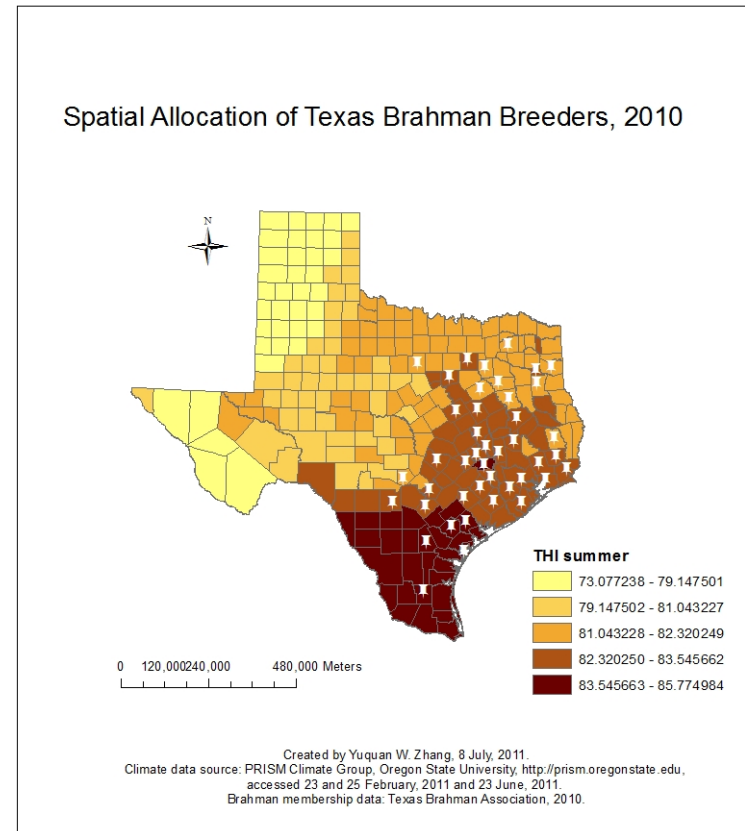 Spatial Allocation of Texas Brahman Breeders, 2010
N
THI summer
73.077238 - 79.147501
79.147502 - 81.043227
81.043228 - 82.320249
82.320250 - 83.545662
83.545663 - 85.774984
0 120,000240,000 480,000 Meters
Created by Yuquan W. Zhang, 8 July, 2011.
Climate data source: PRISM Climate Group, Oregon State University, http://prism.oregonstate.edu,
accessed 23 and 25 February, 2011 and 23 June, 2011.
Brahman membership data: Texas Brahman Association, 2010.